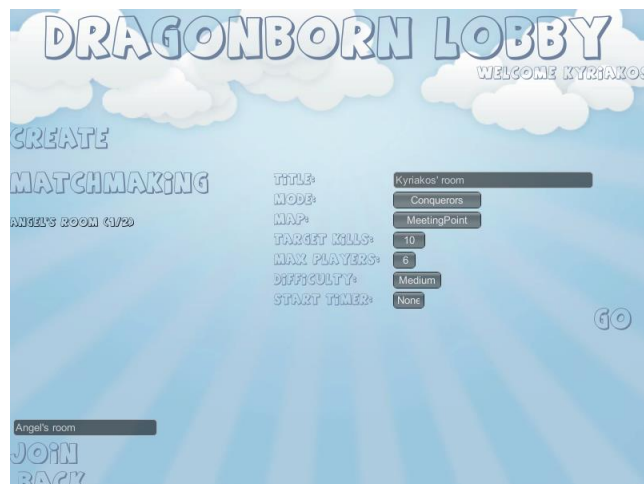 DRAGONBORN LOBBY
WELCOME KYRIAKOS
CREATE
MATCHMAKING
ANGEL'S ROOM (1/2)
TITLE: Kyriakos' room
MODE: Conquerors
MAP: MeetingPoint
TARGET KILLS: 10
MAX PLAYERS: 6
DIFFICULTY: Medium
START TIMER: None
GO
Angel's room
JOIN
BACK